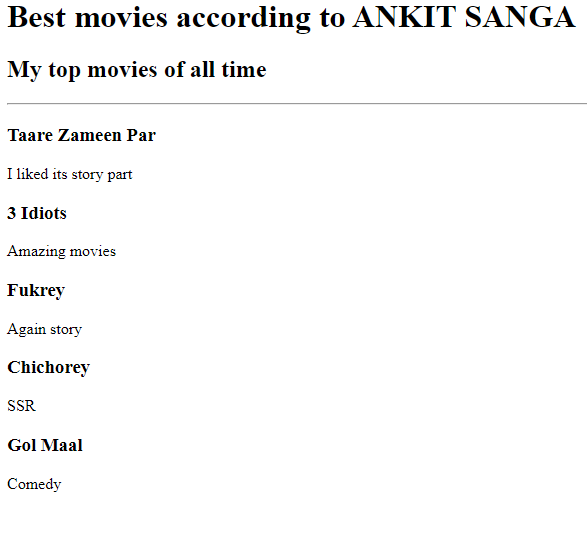 Best movies according to ANKIT SANGA
My top movies of all time
Taare Zameen Par
I liked its story part
3 Idiots
Amazing movies
Fukrey
Again story
Chichorey
SSR
Gol Maal
Comedy